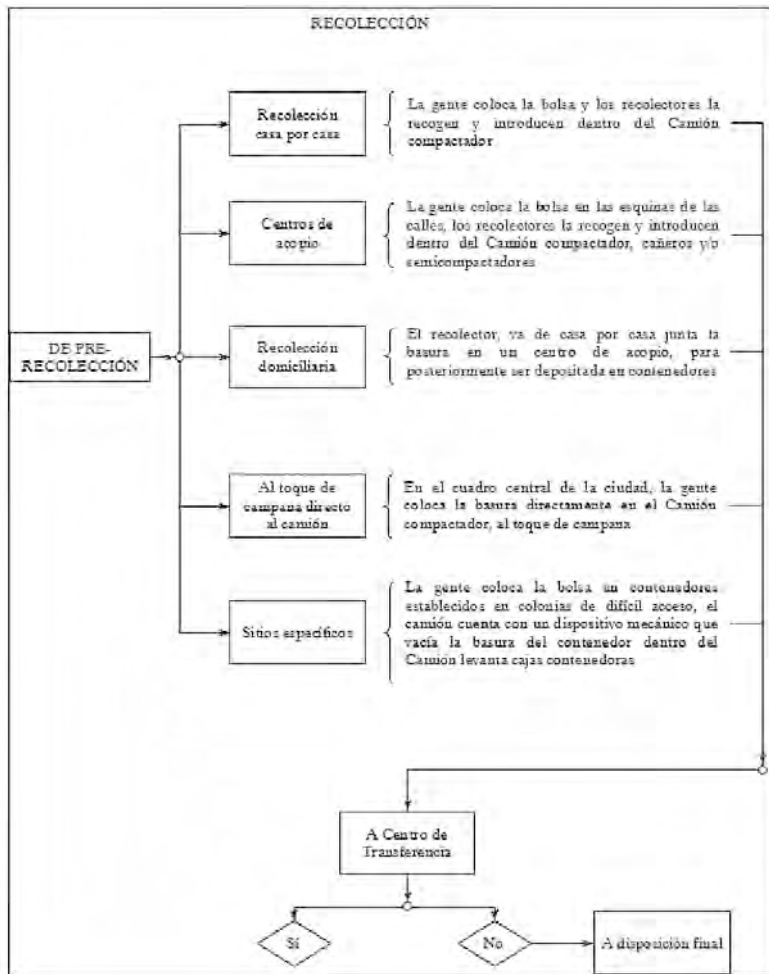 RECOLECCIÓN
Recolección
casa por casa
La gente coloca la bolsa y los recolectores la
recogen y introducen dentro del Camión
compactador
Centros de
acopio
La gente coloca la bolsa en las esquinas de las
calles, los recolectores la recogen y introducen
dentro del Camión compactador, cañeros y/o
semicompactadores
DE PRE-
RECOLECCIÓN
Recolección
domiciliaria
El recolector, va de casa por casa junta la
basura en un centro de acopio, para
posteriormente ser depositada en contenedores
Al toque de
campana directo
al camión
En el cuadro central de la ciudad, la gente
coloca la basura directamente en el Camión
compactador, al toque de campana
Sitios específicos
La gente coloca la bolsa en contenedores
establecidos en colonias de difícil acceso, el
camión cuenta con un dispositivo mecánico que
vacía la basura del contenedor dentro del
Camión levanta cajas contenedoras
A Centro de
Transferencia
Sí
No
A disposición final